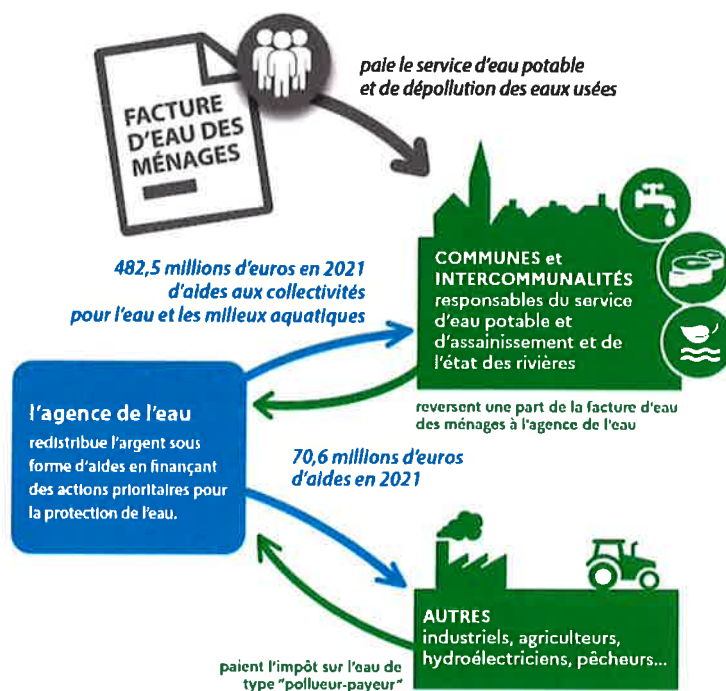 FACTURE
D'EAU DES
MÉNAGES
paie le service d'eau potable
et de dépollution des eaux usées
482,5 millions d'euros en 2021
d'aides aux collectivités
pour l'eau et les milieux aquatiques
COMMUNES et
INTERCOMMUNALITÉS
responsables du service
d'eau potable et
d'assainissement et de
l'état des rivières
reversent une part de la facture d'eau
des ménages à l'agence de l'eau
l'agence de l'eau
redistribue l'argent sous
forme d'aides en finançant
des actions prioritaires pour
la protection de l'eau.
70,6 millions d'euros
d'aides en 2021
AUTRES
industriels, agriculteurs,
hydroélectriciens, pêcheurs...
paient l'impôt sur l'eau de
type "pollueur-payeur"